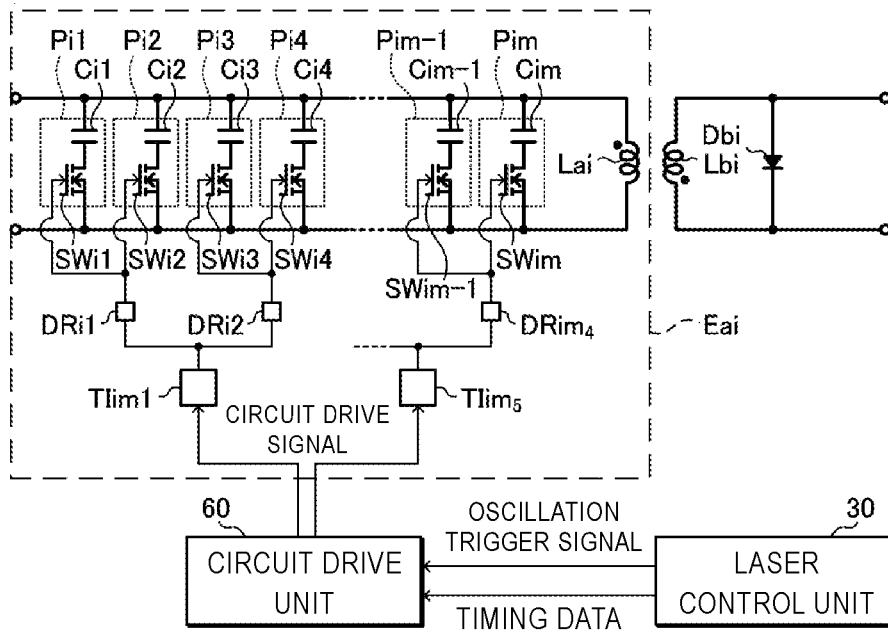 Pi1 Pi2 Pi3 Pi4 Pim-1 Pim
Ci1 Ci2 Ci3 Ci4 Cim-1 Cim
Dbi
Lai Lbi
SWi1 SWi2 SWi3 SWi4 SWim
SWim-1
DRi1 DRi2 DRim4 Eai
TIim1 TIim5
CIRCUIT DRIVE
SIGNAL
60 30
OSCILLATION
TRIGGER SIGNAL
CIRCUIT DRIVE
UNIT
LASER
CONTROL UNIT
TIMING DATA